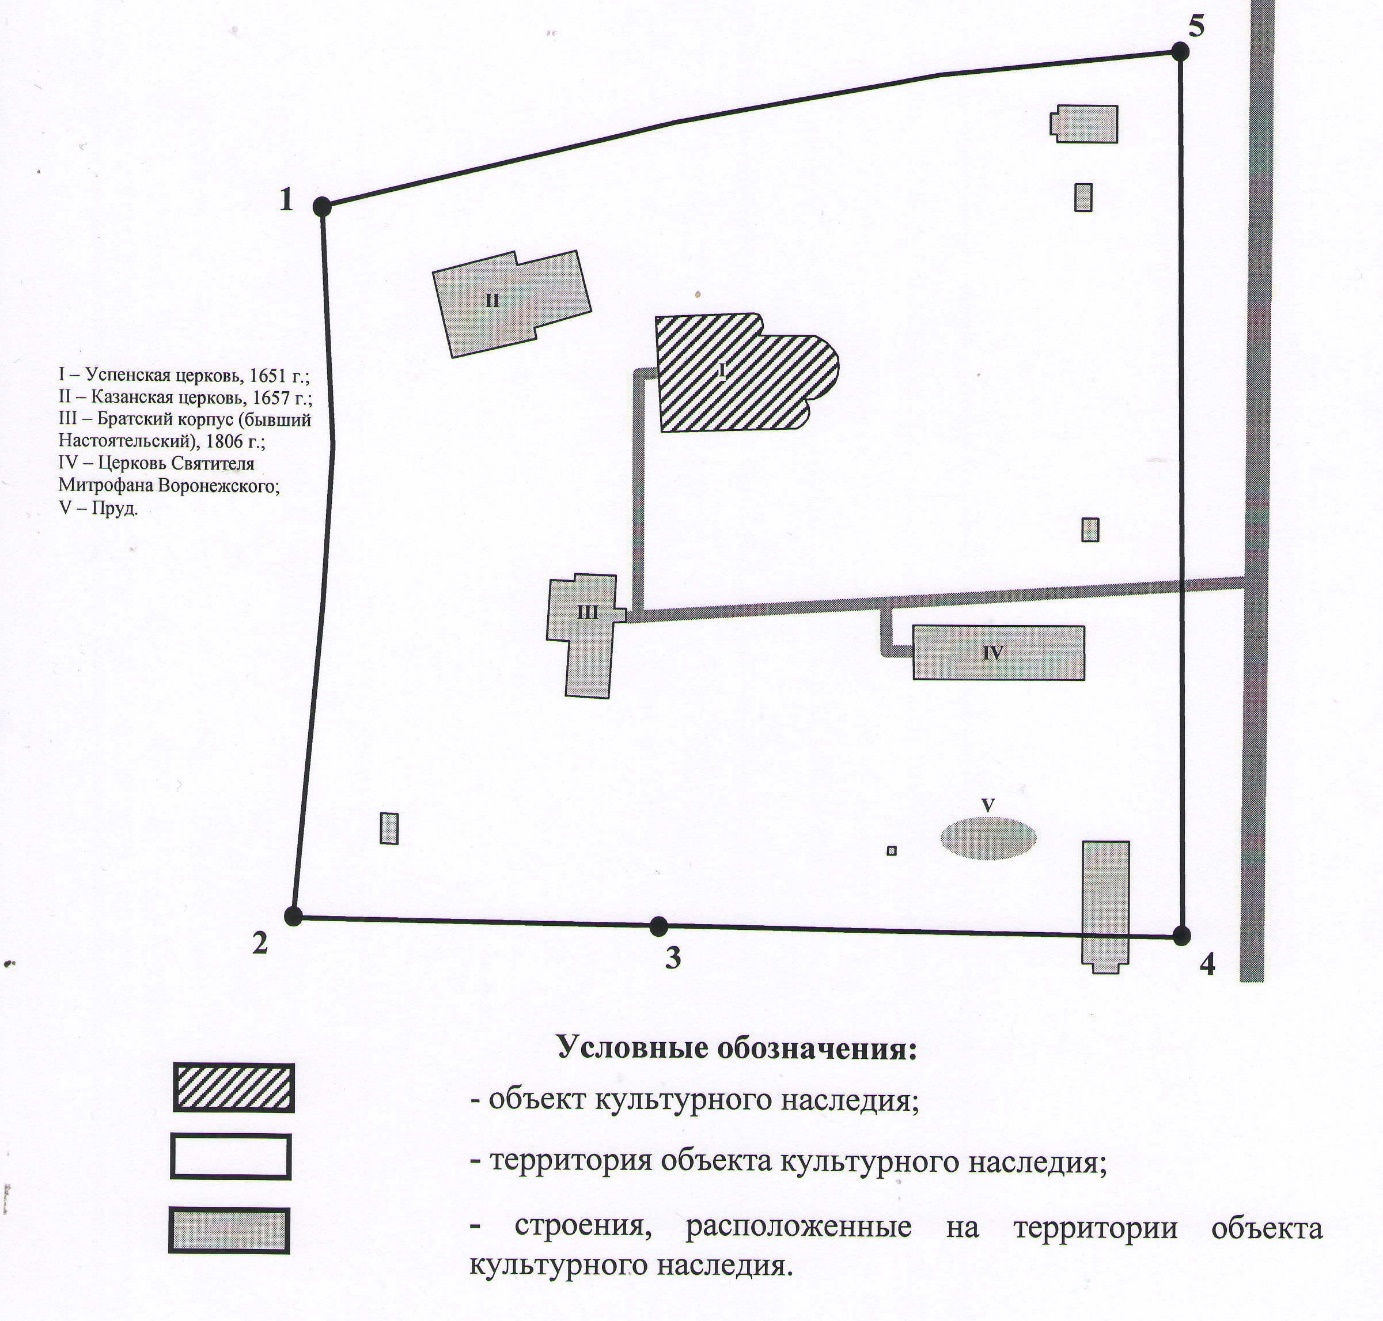 5
1
II
I
I – Успенская церковь, 1651 г.;
II – Казанская церковь, 1657 г.;
III – Братский корпус (бывший
Настоятельский), 1806 г.;
IV – Церковь Святителя
Митрофана Воронежского;
V – Пруд.
III
IV
V
2
3
4
Условные обозначения:
- объект культурного наследия;
- территория объекта культурного наследия;
- строения, расположенные на территории объекта
культурного наследия.